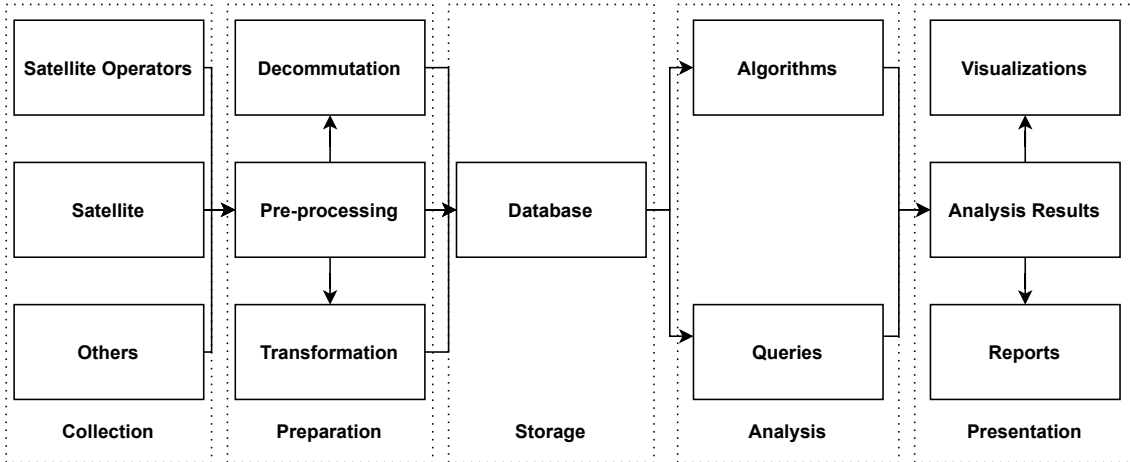 Satellite Operators
Decommutation
Algorithms
Visualizations
Satellite
Pre-processing
Database
Analysis Results
Others
Transformation
Queries
Reports
Collection
Preparation
Storage
Analysis
Presentation